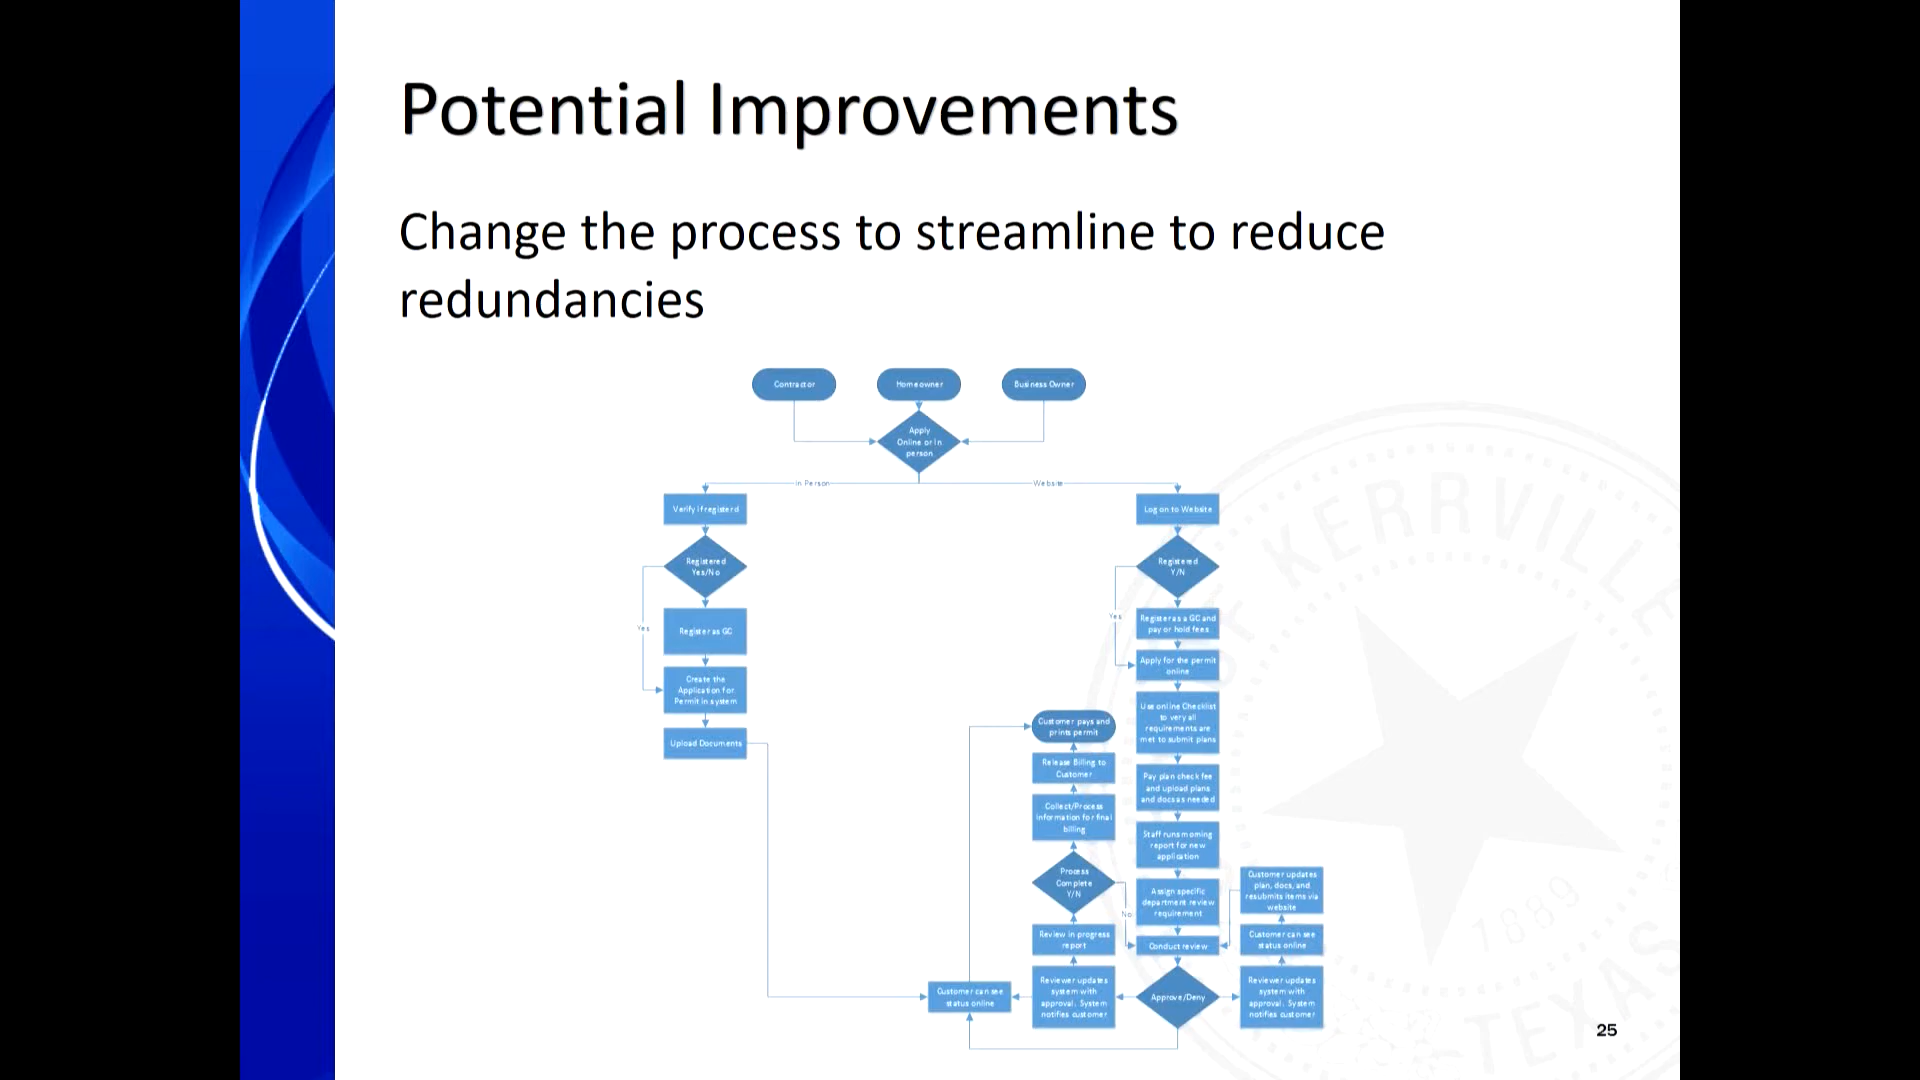 Potential Improvements
Change the process to streamline to reduce
redundancies
Contractor
Homeowner
Business Owner
Apply
Online or In
person
In Person
Website
Verify if registerd
Registered
Yes/No
Yes
Register as GC
Create the
Application for
Permit in system
Upload Documents
Log on to Website
Registered
Y/N
Yes
Register as a GC and
pay or hold fees
Apply for the permit
online
Use online Checklist
to very all
requirements are
met to submit plans
Pay plan check fee
and upload plans
and docs as needed
Staff runs morning
report for new
application
Assign specific
department review
requirement
Conduct review
Approve/Deny
Customer pays and
prints permit
Release Billing to
Customer
Collect/Process
information for final
billing
Process
Complete
Y/N
No
Review in progress
report
Reviewer updates
system with
approval. System
notifies customer
Customer can see
status online
Customer updates
plan, docs, and
resubmits items via
website
Customer can see
status online
Reviewer updates
system with
approval. System
notifies customer
OF KERRVILLE
TEXAS
1889
25